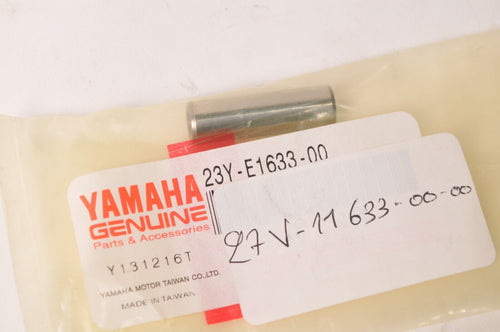 23Y-E1633-00
YAMAHA
GENUINE
Parts & Accessories
27V-11633-00-00
Y131216T
YAMAHA MOTOR TAIWAN CO.,LTD.
MADE IN TAIWAN